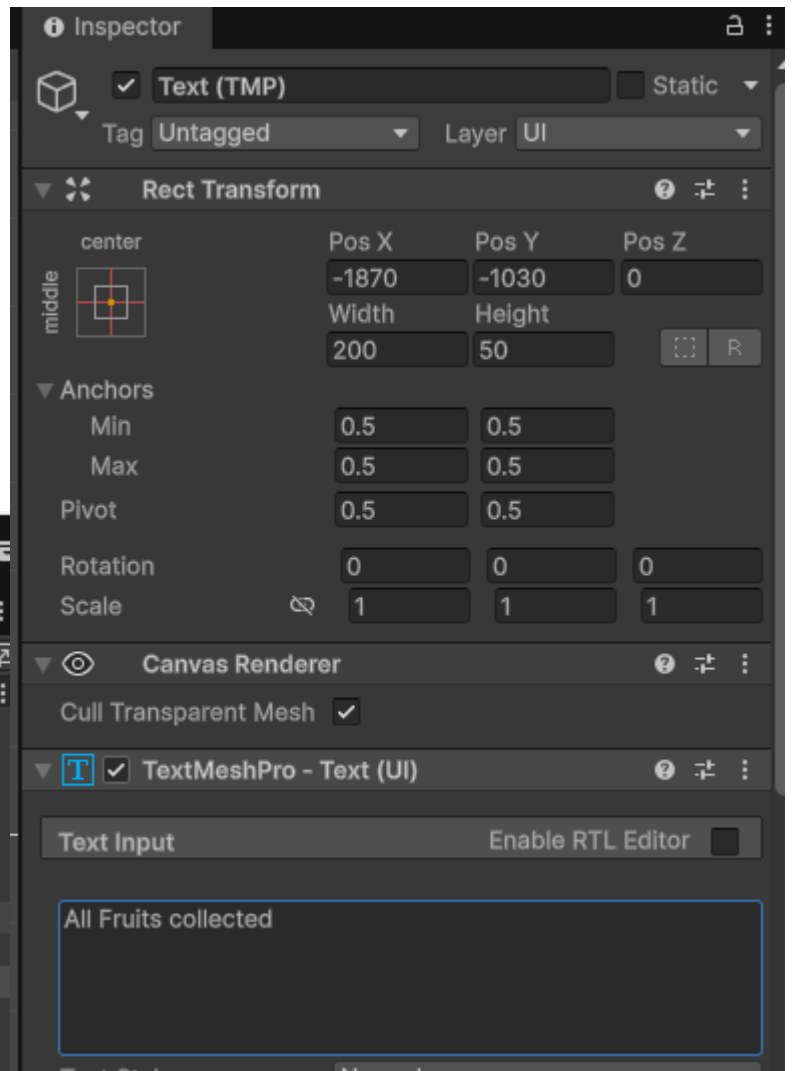 Inspector
Text (TMP)
Static
Tag Untagged Layer UI
Rect Transform
center Pos X Pos Y Pos Z
middle -1870 -1030 0
Width Height
200 50 R
Anchors
Min 0.5 0.5
Max 0.5 0.5
Pivot 0.5 0.5
Rotation 0 0 0
Scale 1 1 1
Canvas Renderer
Cull Transparent Mesh
T TextMeshPro - Text (UI)
Text Input Enable RTL Editor
All Fruits collected